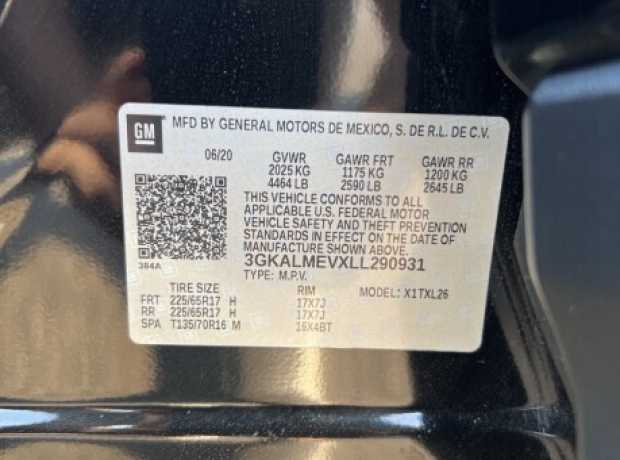 GM MFD BY GENERAL MOTORS DE MEXICO, S. DE R.L. DE C.V.
06/20 GVWR GAWR FRT GAWR RR
2025 KG 1175 KG 1200 KG
4464 LB 2590 LB 2645 LB
THIS VEHICLE CONFORMS TO ALL
APPLICABLE U.S. FEDERAL MOTOR
VEHICLE SAFETY AND THEFT PREVENTION
STANDARDS IN EFFECT ON THE DATE OF
MANUFACTURE SHOWN ABOVE.
384A 3GKALMEVXLL290931
TYPE: M.P.V.
TIRE SIZE RIM MODEL: X1TXL26
FRT 225/65R17 H 17X7J
RR 225/65R17 H 17X7J
SPA T135/70R16 M 16X4BT